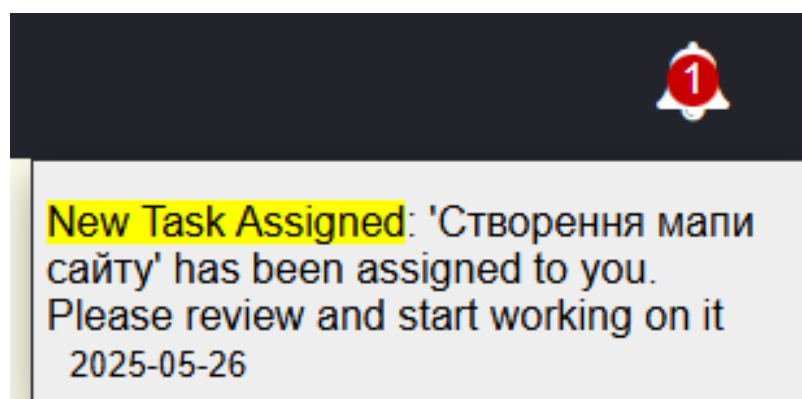 1
New Task Assigned: 'Створення мапи
сайту' has been assigned to you.
Please review and start working on it
2025-05-26